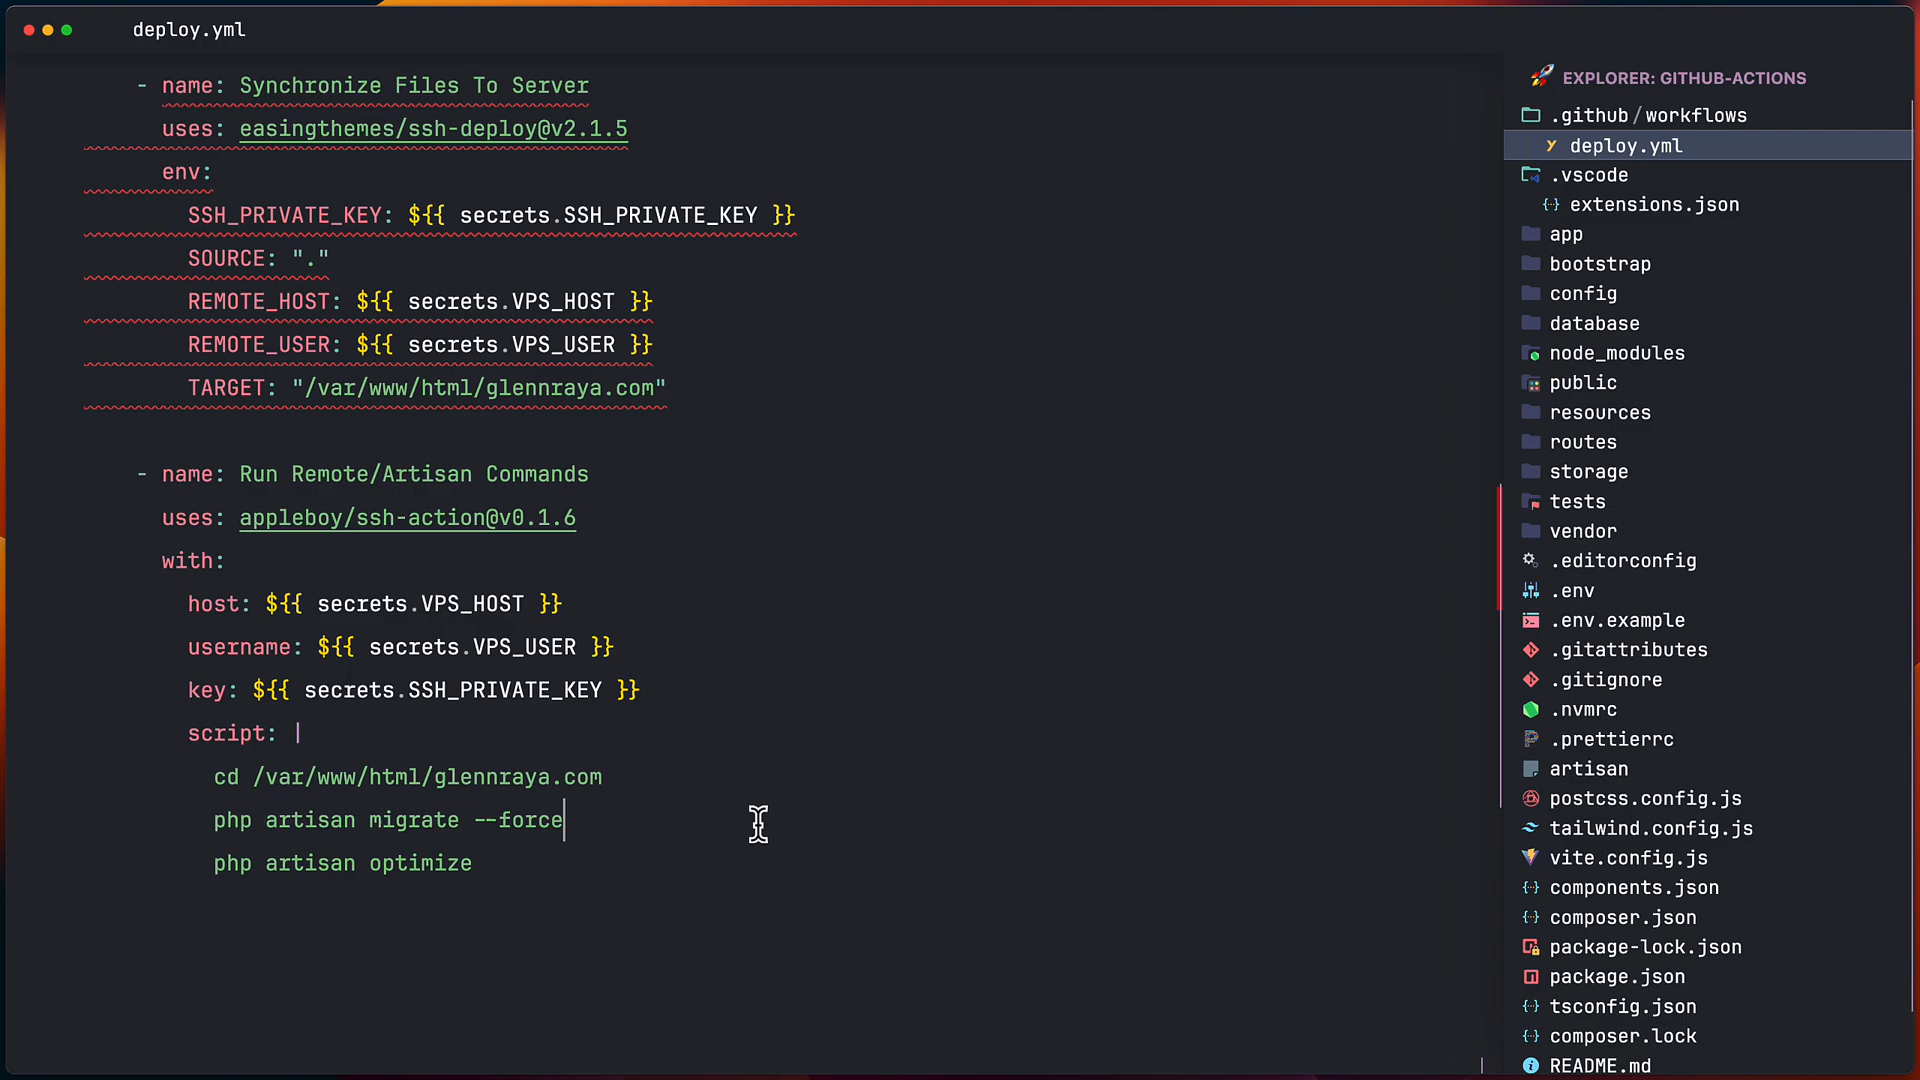 deploy.yml
- name: Synchronize Files To Server
uses: easingthemes/ssh-deploy@v2.1.5
env:
SSH_PRIVATE_KEY: ${{ secrets.SSH_PRIVATE_KEY }}
SOURCE: "."
REMOTE_HOST: ${{ secrets.VPS_HOST }}
REMOTE_USER: ${{ secrets.VPS_USER }}
TARGET: "/var/www/html/glennraya.com"
- name: Run Remote/Artisan Commands
uses: appleboy/ssh-action@v0.1.6
with:
host: ${{ secrets.VPS_HOST }}
username: ${{ secrets.VPS_USER }}
key: ${{ secrets.SSH_PRIVATE_KEY }}
script: |
cd /var/www/html/glennraya.com
php artisan migrate --force
php artisan optimize
EXPLORER: GITHUB-ACTIONS
.github/workflows
deploy.yml
.vscode
extensions.json
app
bootstrap
config
database
node_modules
public
resources
routes
storage
tests
vendor
.editorconfig
.env
.env.example
.gitattributes
.gitignore
.nvmrc
.prettierrc
artisan
postcss.config.js
tailwind.config.js
vite.config.js
components.json
composer.json
package-lock.json
package.json
tsconfig.json
composer.lock
README.md